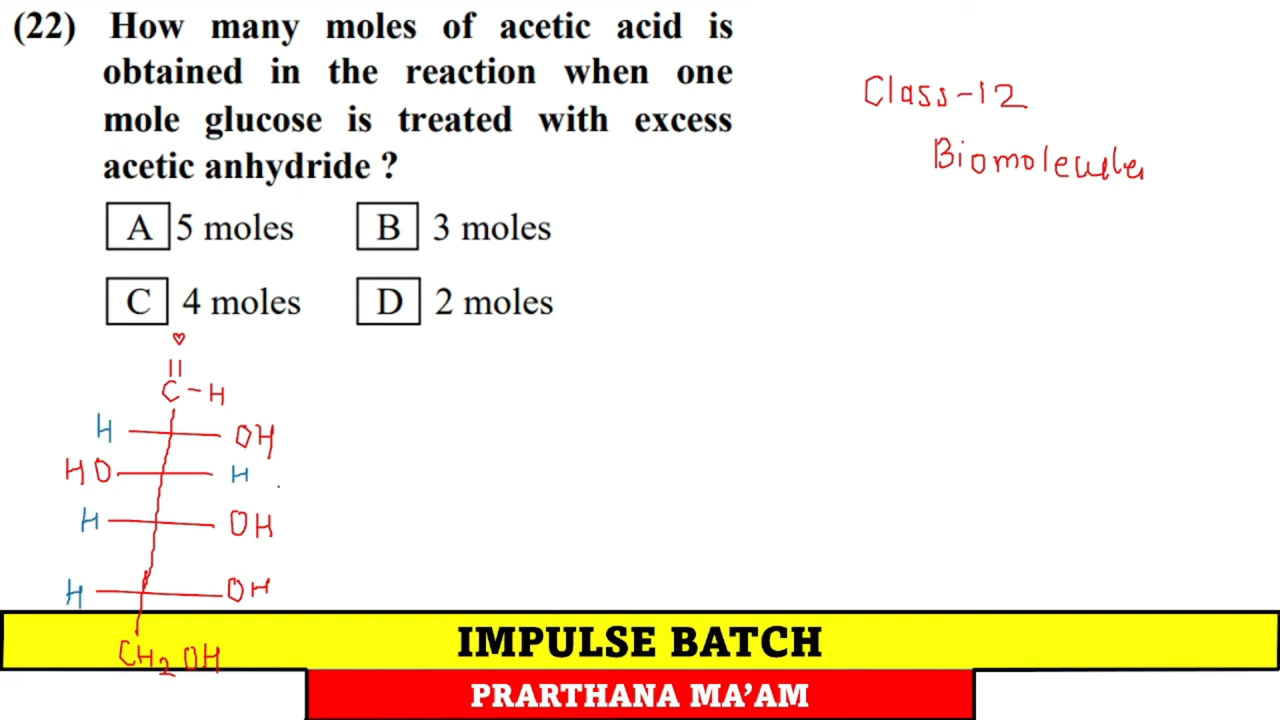 (22) How many moles of acetic acid is
obtained in the reaction when one
mole glucose is treated with excess
acetic anhydride ?
A 5 moles B 3 moles
C 4 moles D 2 moles
Class-12
Biomolecules
O
||
C-H
H OH
HO H
H OH
H OH
CH2OH
IMPULSE BATCH
PRARTHANA MA'AM